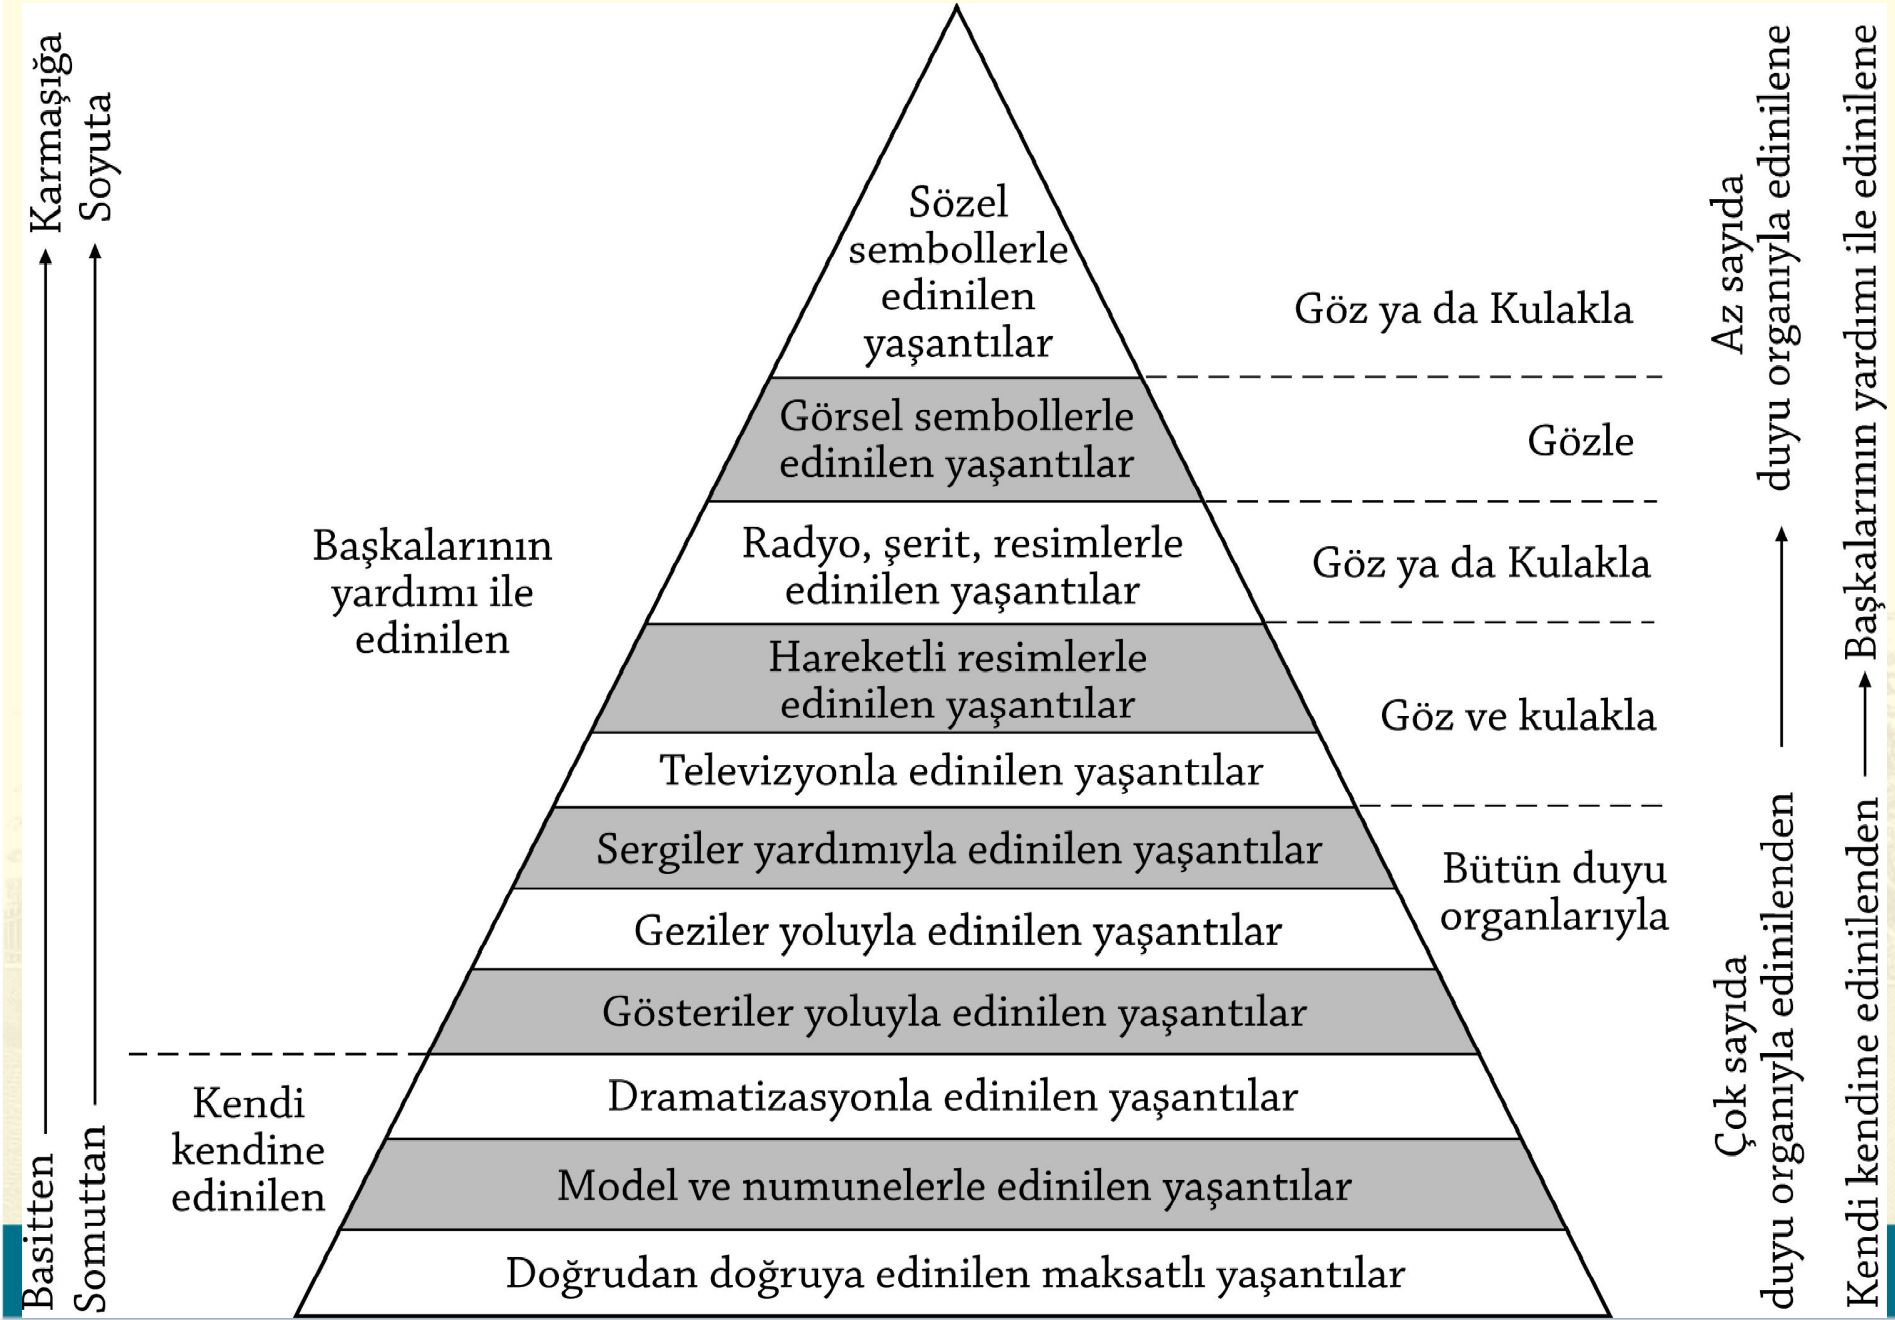 Karmaşığa
Soyuta
Basitten
Somuttan
Başkalarının
yardımı ile
edinilen
Kendi
kendine
edinilen
Sözel
sembollerle
edinilen
yaşantılar
Görsel sembollerle
edinilen yaşantılar
Radyo, şerit, resimlerle
edinilen yaşantılar
Hareketli resimlerle
edinilen yaşantılar
Televizyonla edinilen yaşantılar
Sergiler yardımıyla edinilen yaşantılar
Geziler yoluyla edinilen yaşantılar
Gösteriler yoluyla edinilen yaşantılar
Dramatizasyonla edinilen yaşantılar
Model ve numunelerle edinilen yaşantılar
Doğrudan doğruya edinilen maksatlı yaşantılar
Göz ya da Kulakla
Gözle
Göz ya da Kulakla
Göz ve kulakla
Bütün duyu
organlarıyla
Az sayıda
duyu organıyla edinilene
Çok sayıda
duyu organıyla edinilenden
Başkalarının yardımı ile edinilene
Kendi kendine edinilenden